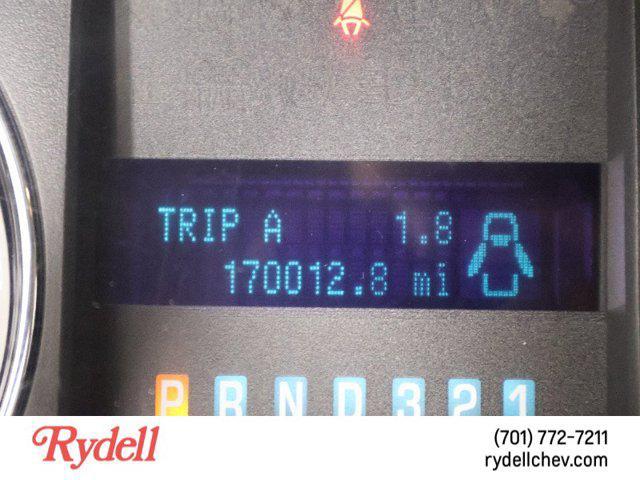 TRIP A 1.8
170012.8 mi
P R N D 3 2 1
Rydell
(701) 772-7211
rydellchev.com